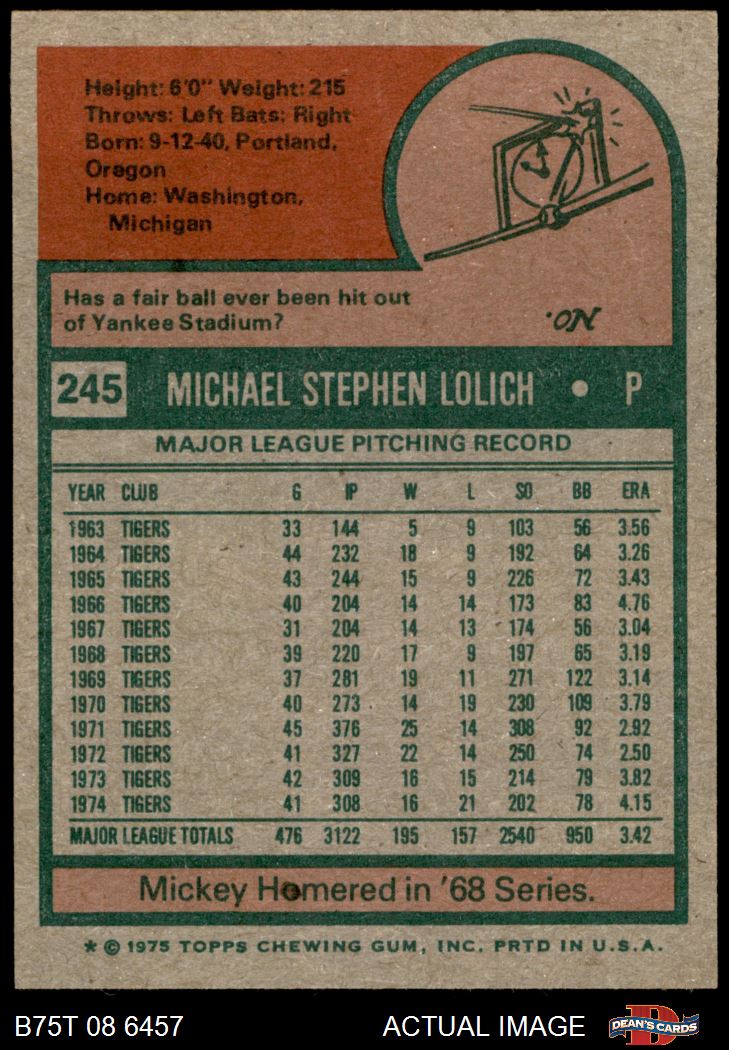 Height: 6'0" Weight: 215
Throws: Left Bats: Right
Born: 9-12-40, Portland,
Oregon
Home: Washington,
Michigan
Has a fair ball ever been hit out
of Yankee Stadium?
No.
245 MICHAEL STEPHEN LOLICH • P
MAJOR LEAGUE PITCHING RECORD
YEAR CLUB G IP W L SO BB ERA
1963 TIGERS 33 144 5 9 103 56 3.56
1964 TIGERS 44 232 18 9 192 64 3.26
1965 TIGERS 43 244 15 9 226 72 3.43
1966 TIGERS 40 204 14 14 173 83 4.76
1967 TIGERS 31 204 14 13 174 56 3.04
1968 TIGERS 39 220 17 9 197 65 3.19
1969 TIGERS 37 281 19 11 271 122 3.14
1970 TIGERS 40 273 14 19 230 109 3.79
1971 TIGERS 45 376 25 14 308 92 2.92
1972 TIGERS 41 327 22 14 250 74 2.50
1973 TIGERS 42 309 16 15 214 79 3.82
1974 TIGERS 41 308 16 21 202 78 4.15
MAJOR LEAGUE TOTALS 476 3122 195 157 2540 950 3.42
Mickey Homered in '68 Series.
* © 1975 TOPPS CHEWING GUM, INC. PRTD IN U.S.A.
B75T 08 6457 ACTUAL IMAGE D DEAN'S CARDS